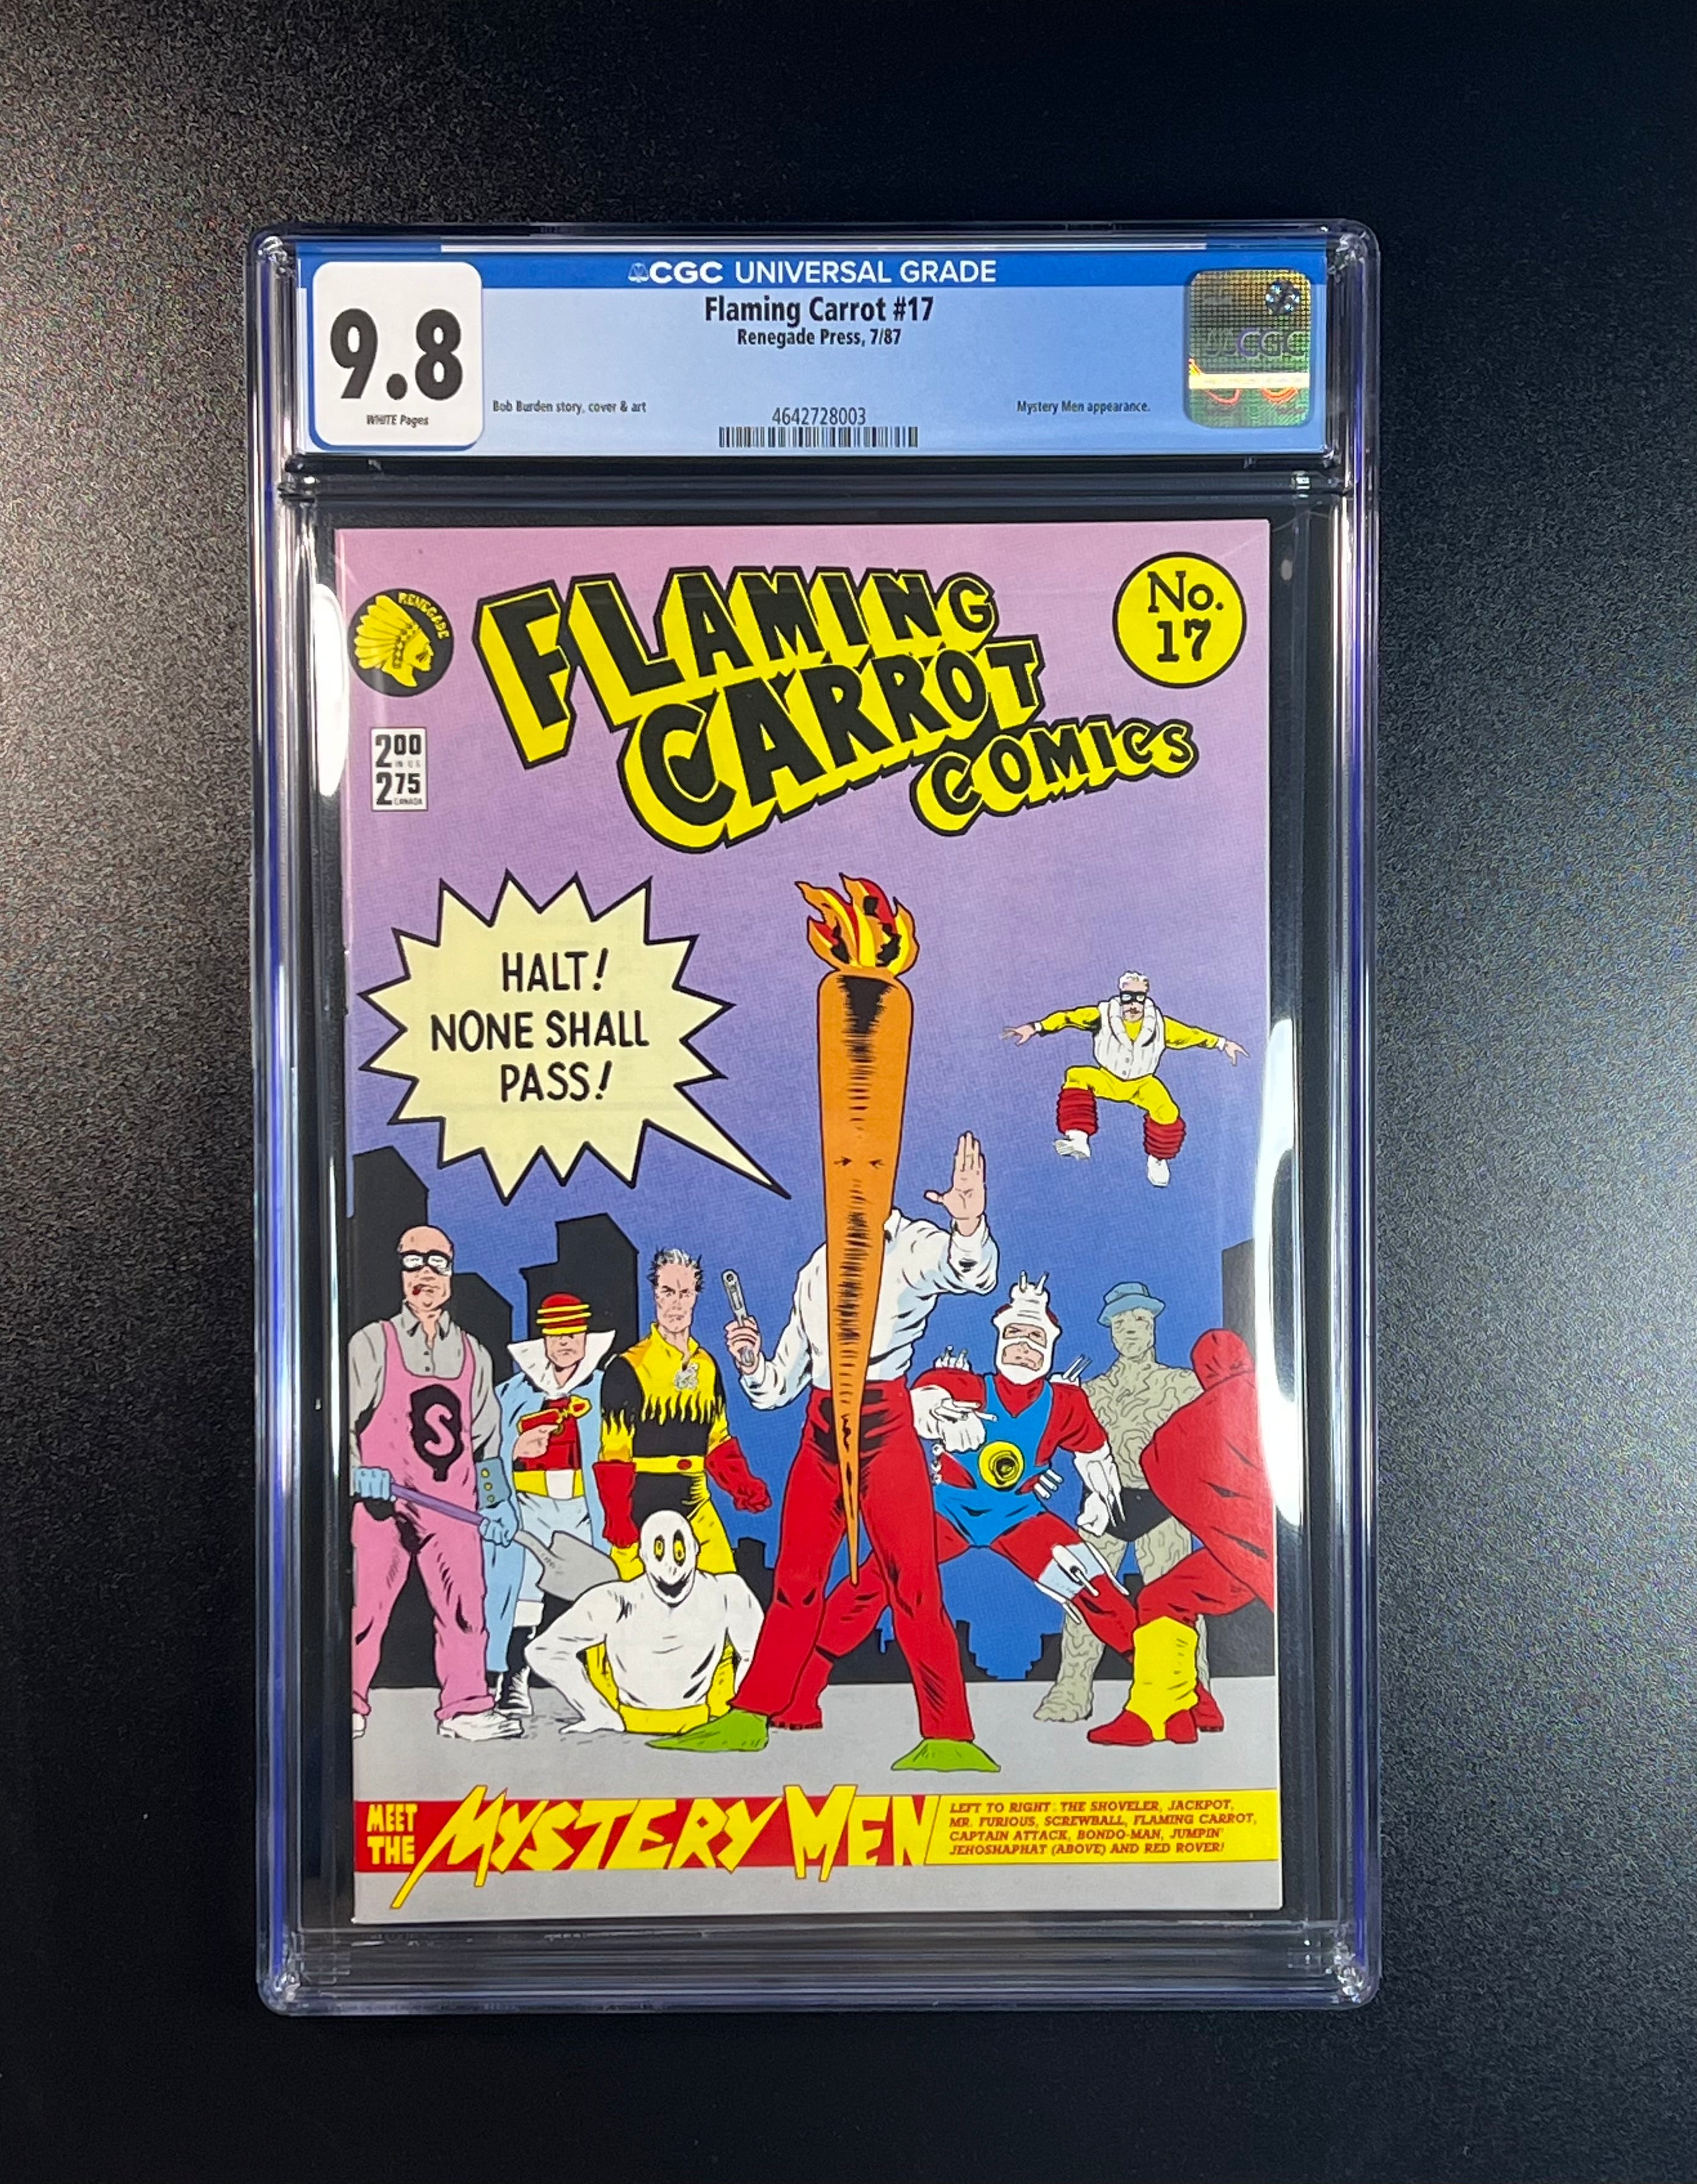 CGC UNIVERSAL GRADE
9.8
WHITE Pages
Flaming Carrot #17
Renegade Press, 7/87
Bob Burden story, cover & art
4642728003
Mystery Men appearance.
CGC
RENEGADE
FLAMING
CARROT
COMICS
No.
17
2 00
IN U.S.
2 75
CANADA
HALT!
NONE SHALL
PASS!
S
MEET
THE
MYSTERY MEN
LEFT TO RIGHT: THE SHOVELER, JACKPOT,
MR. FURIOUS, SCREWBALL, FLAMING CARROT,
CAPTAIN ATTACK, BONDO-MAN, JUMPIN'
JEHOSHAPHAT (ABOVE) AND RED ROVER!